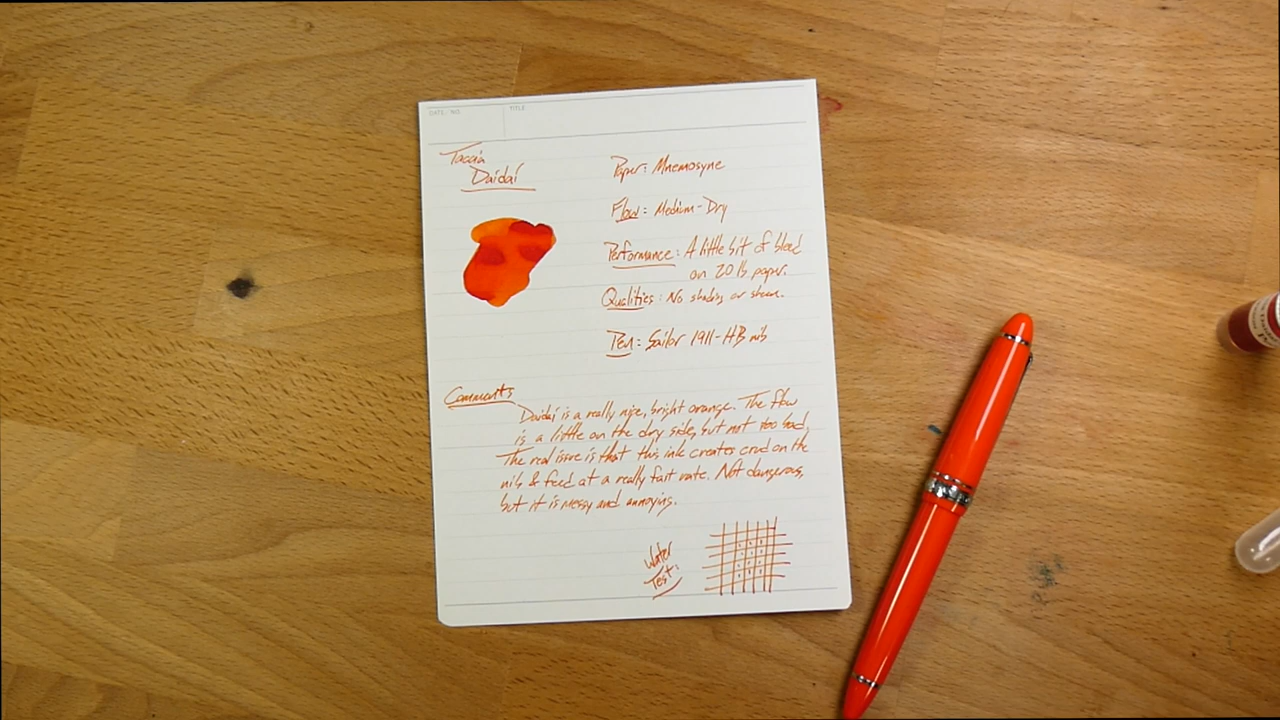 DATE / NO.
TITLE
Taccia
Daidai
Paper: Mnemosyne
Flow: Medium-Dry
Performance: A little bit of bleed
on 20 lb paper.
Qualities: No shading or sheen.
Pen: Sailor 1911-HB nib
Comments
Daidai is a really nice, bright orange. The flow
is a little on the dry side, but not too bad.
The real issue is that this ink creates crud on the
nib & feed at a really fast rate. Not dangerous,
but it is messy and annoying.
Water
Test: